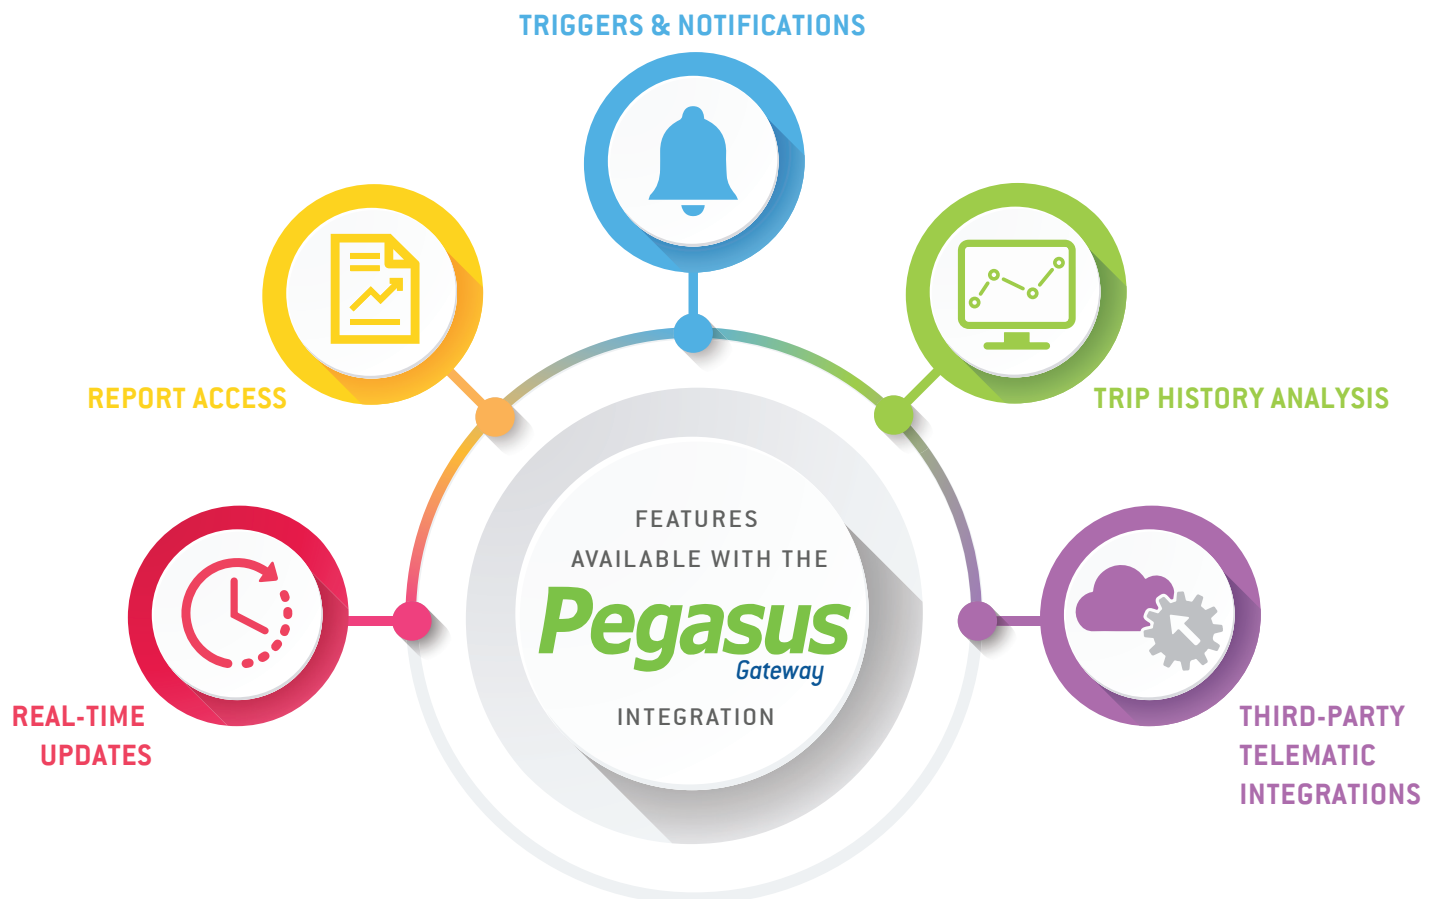 TRIGGERS & NOTIFICATIONS
REPORT ACCESS
TRIP HISTORY ANALYSIS
FEATURES
AVAILABLE WITH THE
Pegasus
Gateway
INTEGRATION
REAL-TIME
UPDATES
THIRD-PARTY
TELEMATIC
INTEGRATIONS